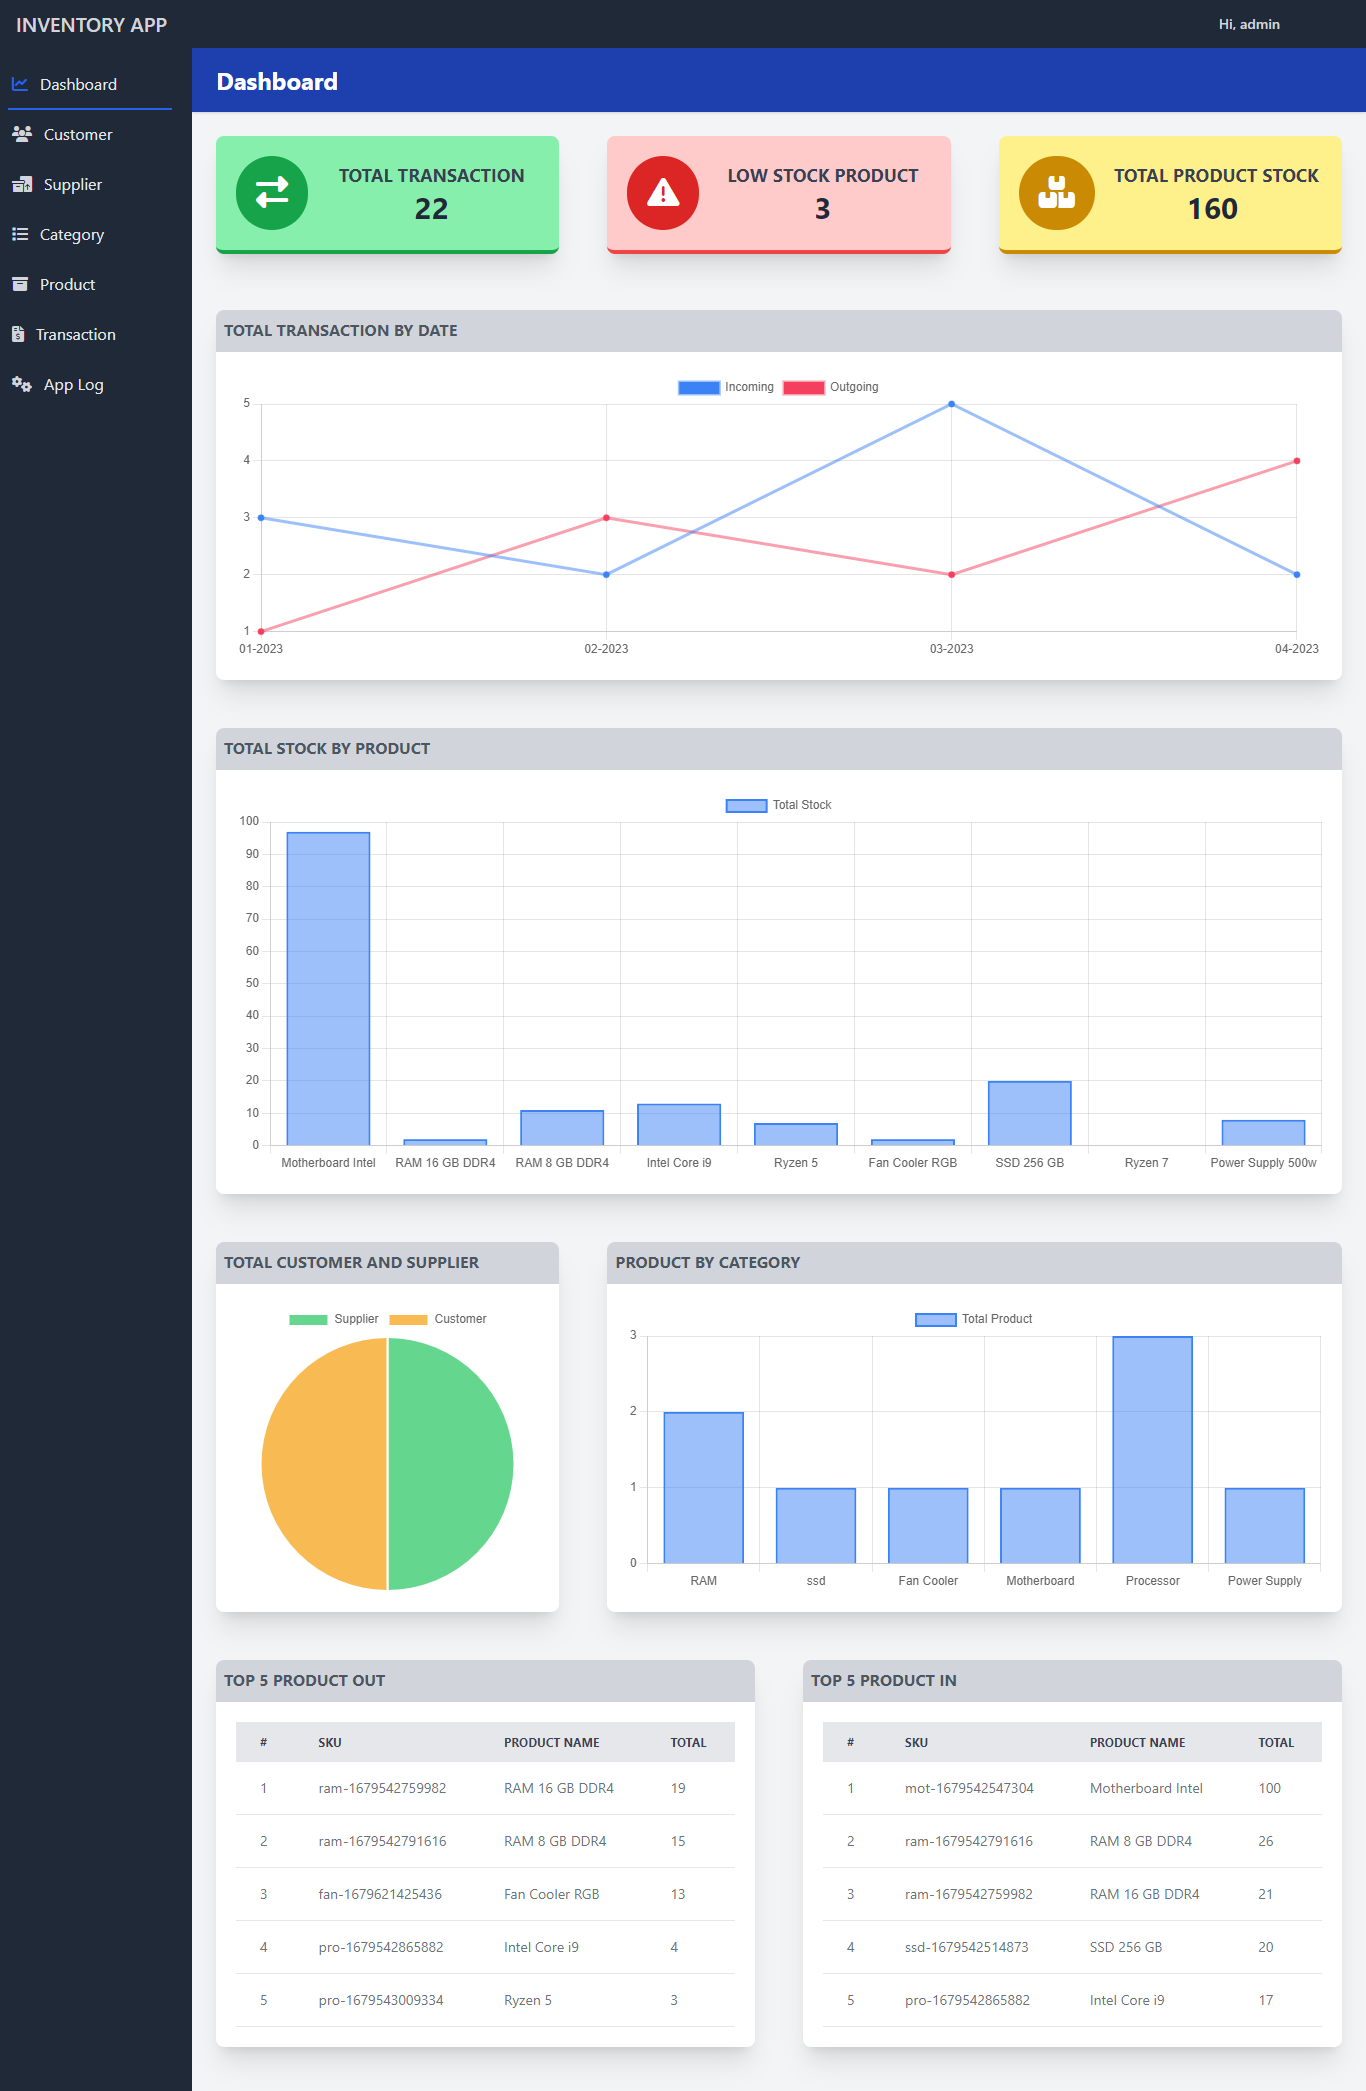 INVENTORY APP
Hi, admin
Dashboard
Customer
Supplier
Category
Product
Transaction
App Log
Dashboard
TOTAL TRANSACTION
22
LOW STOCK PRODUCT
3
TOTAL PRODUCT STOCK
160
TOTAL TRANSACTION BY DATE
Incoming Outgoing
5
4
3
2
1
01-2023 02-2023 03-2023 04-2023
TOTAL STOCK BY PRODUCT
Total Stock
100
90
80
70
60
50
40
30
20
10
0
Motherboard Intel RAM 16 GB DDR4 RAM 8 GB DDR4 Intel Core i9 Ryzen 5 Fan Cooler RGB SSD 256 GB Ryzen 7 Power Supply 500w
TOTAL CUSTOMER AND SUPPLIER
Supplier Customer
PRODUCT BY CATEGORY
Total Product
3
2
1
0
RAM ssd Fan Cooler Motherboard Processor Power Supply
TOP 5 PRODUCT OUT
# SKU PRODUCT NAME TOTAL
1 ram-1679542759982 RAM 16 GB DDR4 19
2 ram-1679542791616 RAM 8 GB DDR4 15
3 fan-1679621425436 Fan Cooler RGB 13
4 pro-1679542865882 Intel Core i9 4
5 pro-1679543009334 Ryzen 5 3
TOP 5 PRODUCT IN
# SKU PRODUCT NAME TOTAL
1 mot-1679542547304 Motherboard Intel 100
2 ram-1679542791616 RAM 8 GB DDR4 26
3 ram-1679542759982 RAM 16 GB DDR4 21
4 ssd-1679542514873 SSD 256 GB 20
5 pro-1679542865882 Intel Core i9 17